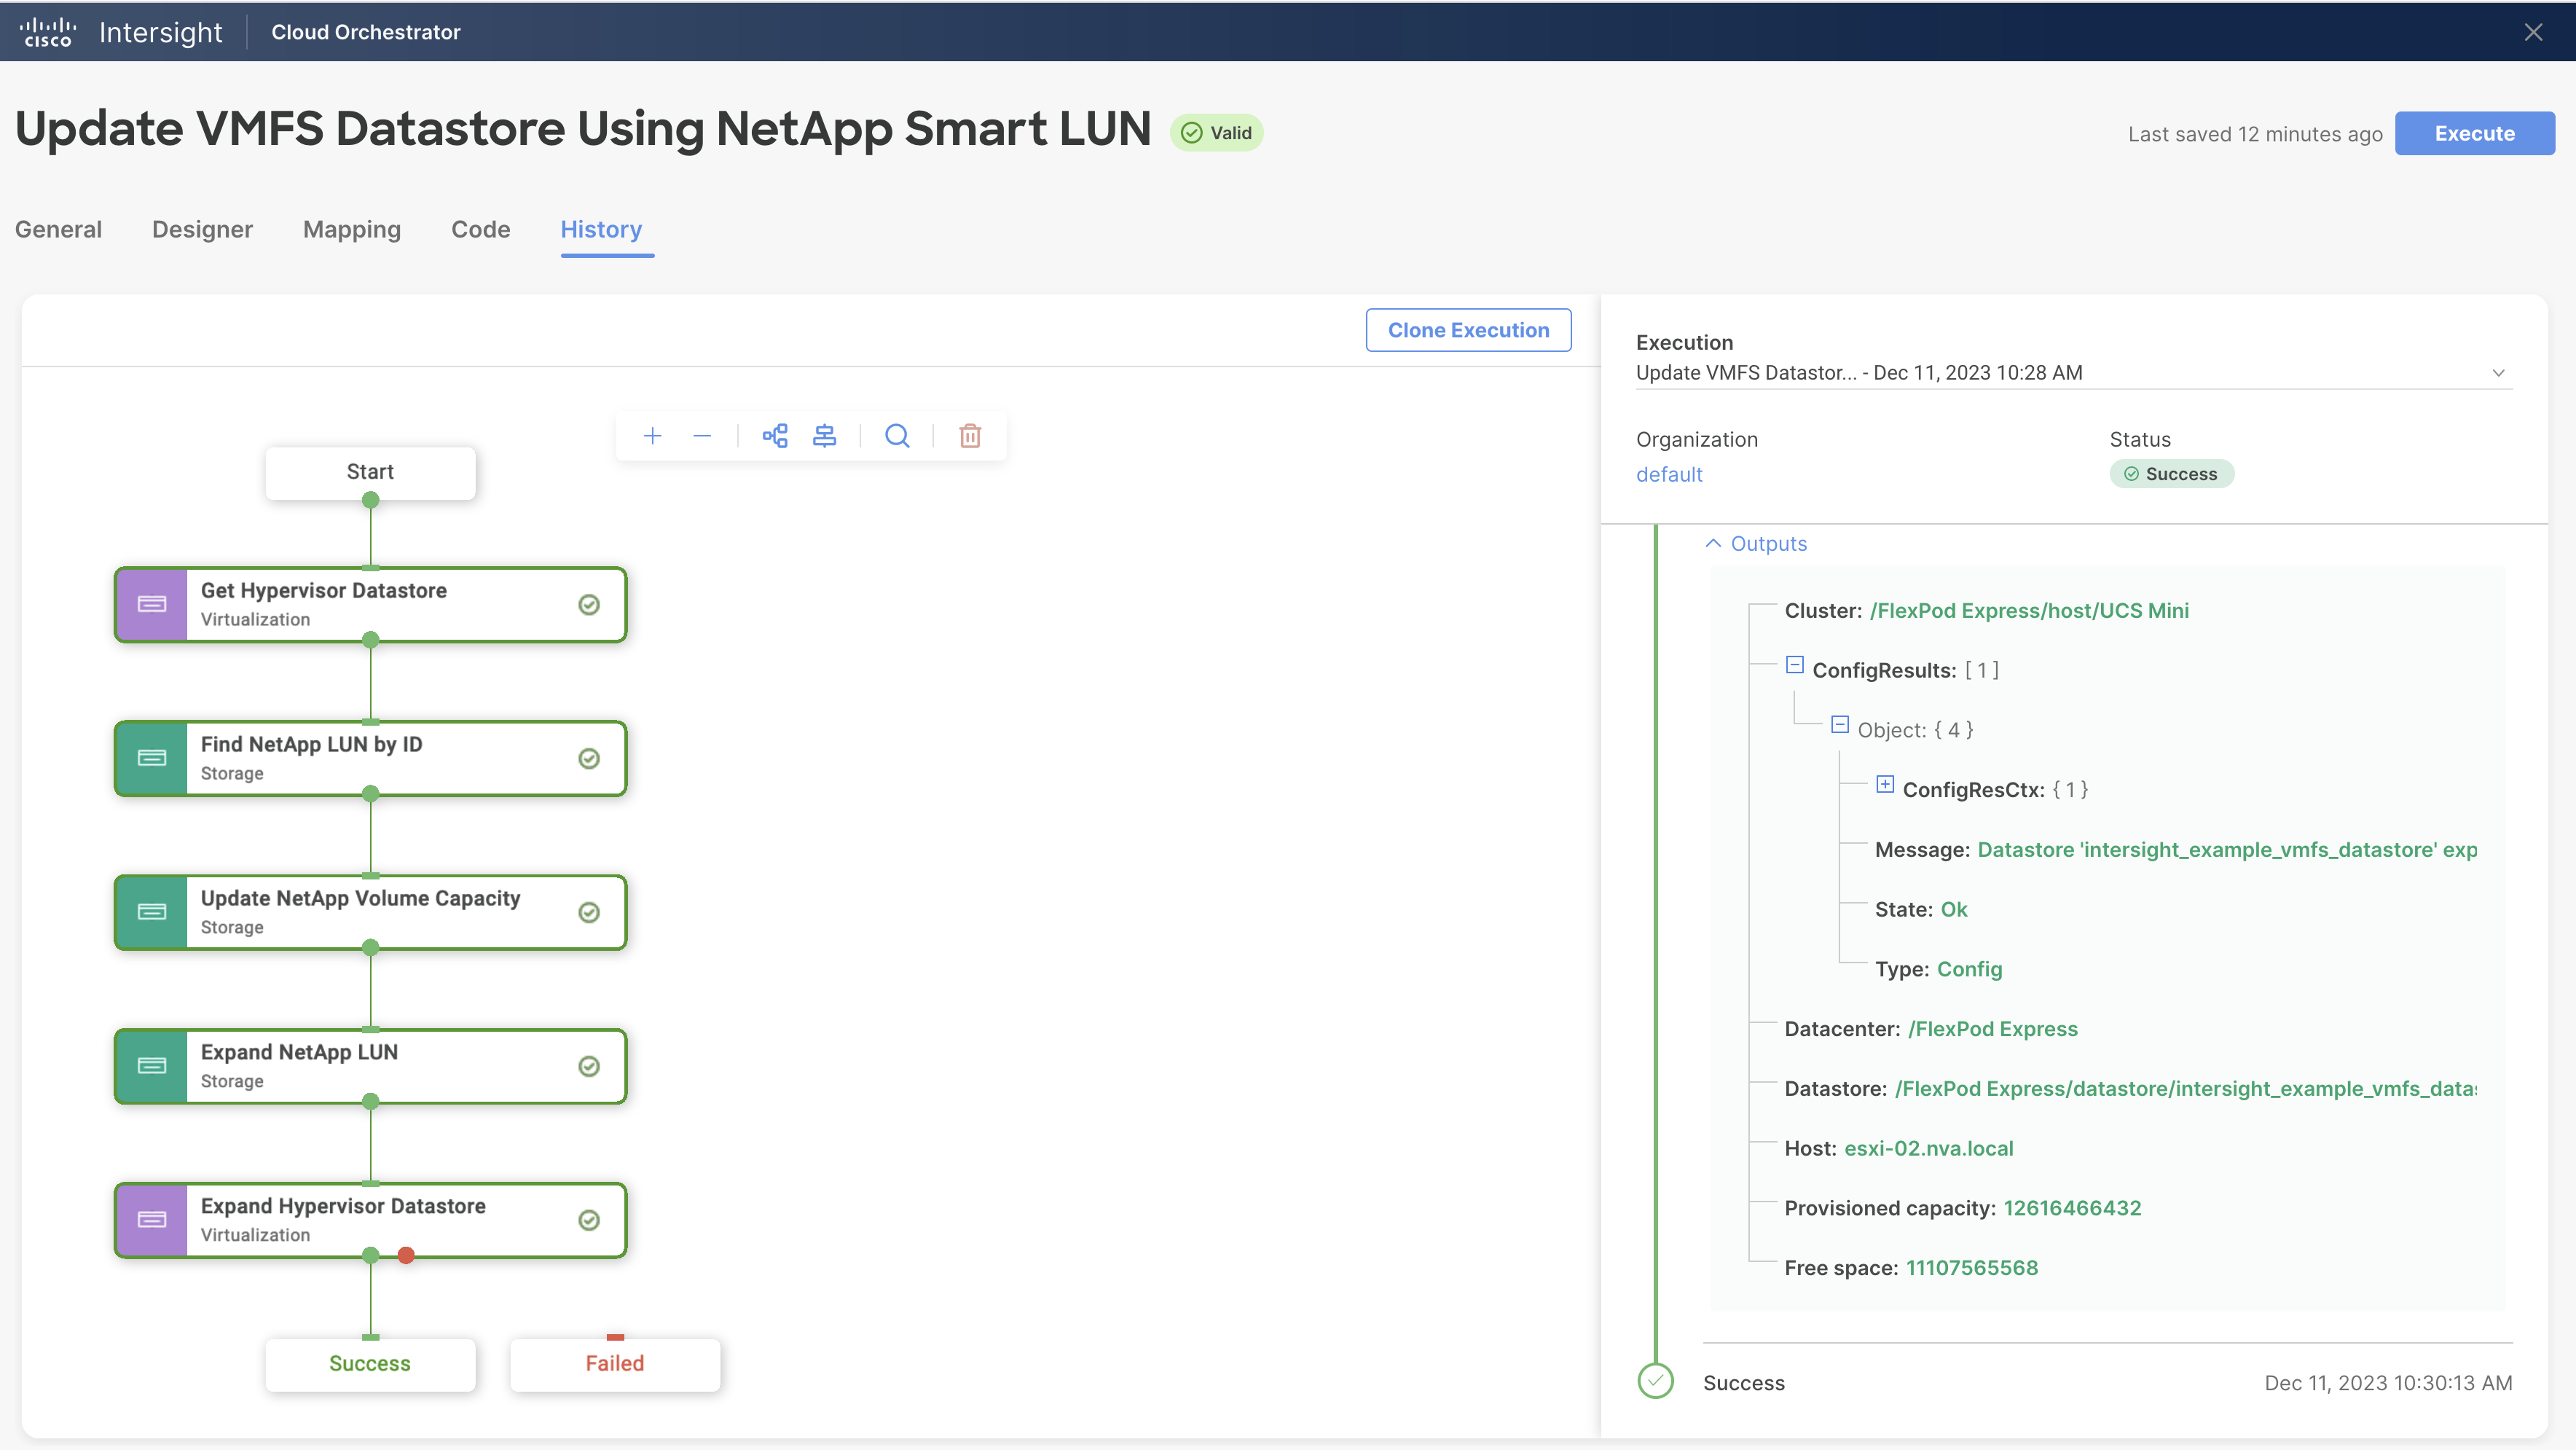 cisco Intersight Cloud Orchestrator
Update VMFS Datastore Using NetApp Smart LUN Valid
Last saved 12 minutes ago Execute
General Designer Mapping Code History
Clone Execution
Start
Get Hypervisor Datastore
Virtualization
Find NetApp LUN by ID
Storage
Update NetApp Volume Capacity
Storage
Expand NetApp LUN
Storage
Expand Hypervisor Datastore
Virtualization
Success Failed
Execution
Update VMFS Datastor... - Dec 11, 2023 10:28 AM
Organization Status
default Success
Outputs
Cluster: /FlexPod Express/host/UCS Mini
ConfigResults: [ 1 ]
Object: { 4 }
ConfigResCtx: { 1 }
Message: Datastore 'intersight_example_vmfs_datastore' exp
State: Ok
Type: Config
Datacenter: /FlexPod Express
Datastore: /FlexPod Express/datastore/intersight_example_vmfs_data
Host: esxi-02.nva.local
Provisioned capacity: 12616466432
Free space: 11107565568
Success Dec 11, 2023 10:30:13 AM